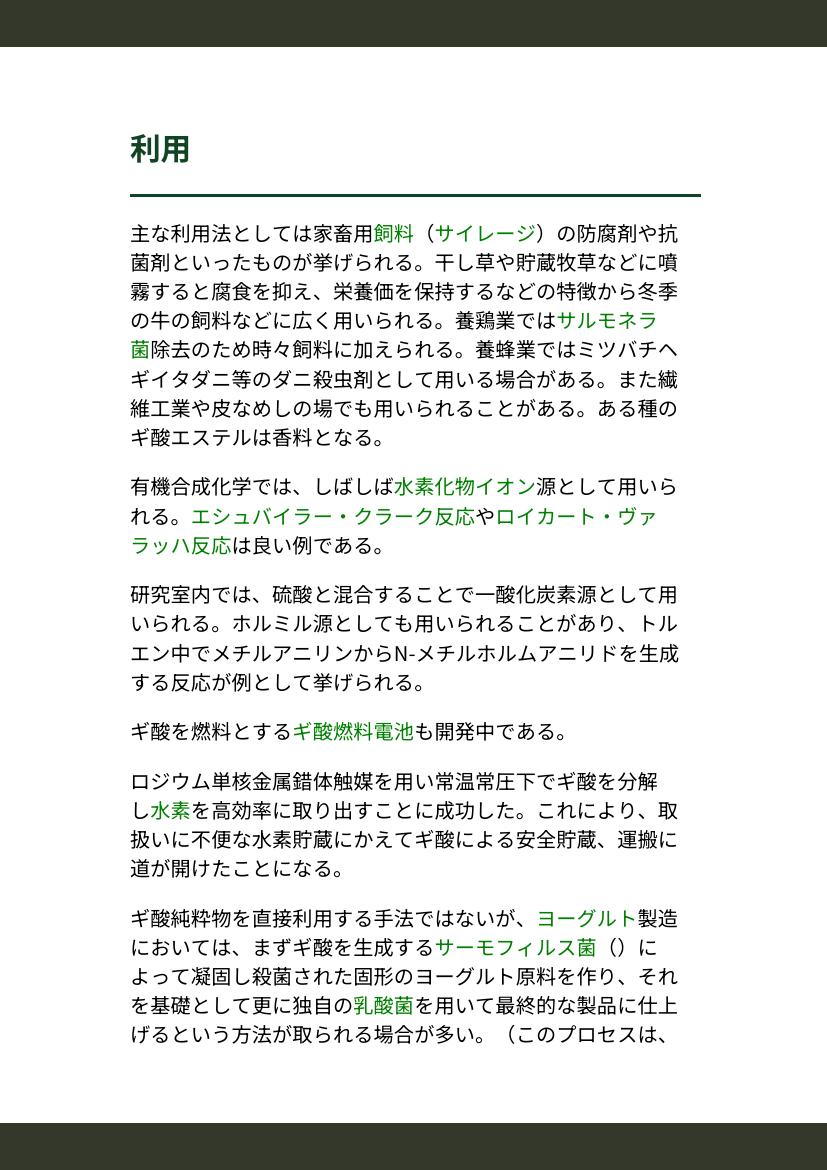 利用
主な利用法としては家畜用飼料（サイレージ）の防腐剤や抗
菌剤といったものが挙げられる。干し草や貯蔵牧草などに噴
霧すると腐食を抑え、栄養価を保持するなどの特徴から冬季
の牛の飼料などに広く用いられる。養鶏業ではサルモネラ
菌除去のため時々飼料に加えられる。養蜂業ではミツバチヘ
ギイタダニ等のダニ殺虫剤として用いる場合がある。また繊
維工業や皮なめしの場でも用いられることがある。ある種の
ギ酸エステルは香料となる。
有機合成化学では、しばしば水素化物イオン源として用いら
れる。エシュバイラー・クラーク反応やロイカート・ヴァ
ラッハ反応は良い例である。
研究室内では、硫酸と混合することで一酸化炭素源として用
いられる。ホルミル源としても用いられることがあり、トル
エン中でメチルアニリンからN-メチルホルムアニリドを生成
する反応が例として挙げられる。
ギ酸を燃料とするギ酸燃料電池も開発中である。
ロジウム単核金属錯体触媒を用い常温常圧下でギ酸を分解
し水素を高効率に取り出すことに成功した。これにより、取
扱いに不便な水素貯蔵にかえてギ酸による安全貯蔵、運搬に
道が開けたことになる。
ギ酸純粋物を直接利用する手法ではないが、ヨーグルト製造
においては、まずギ酸を生成するサーモフィルス菌（）に
よって凝固し殺菌された固形のヨーグルト原料を作り、それ
を基礎として更に独自の乳酸菌を用いて最終的な製品に仕上
げるという方法が取られる場合が多い。（このプロセスは、